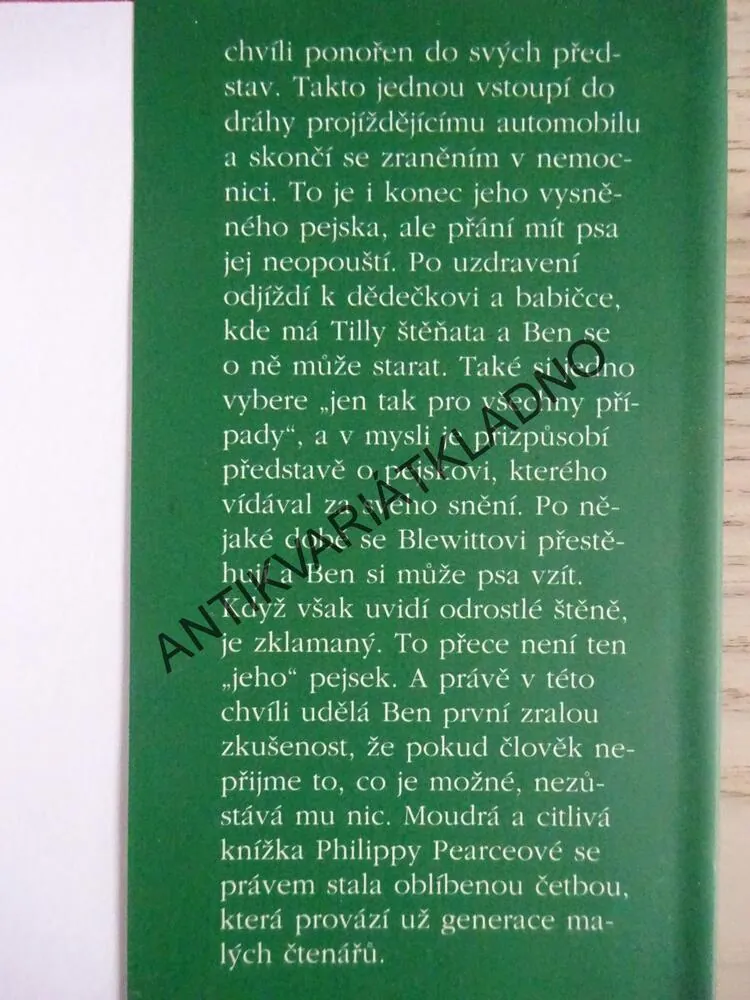 chvíli ponořen do svých před-
stav. Takto jednou vstoupí do
dráhy projíždějícímu automobilu
a skončí se zraněním v nemoc-
nici. To je i konec jeho vysně-
ného pejska, ale přání mít psa
jej neopouští. Po uzdravení
odjíždí k dědečkovi a babičce,
kde má Tilly štěňata a Ben se
o ně může starat. Také si jedno
vybere „jen tak pro všechny pří-
pady“, a v mysli je přizpůsobí
představě o pejskovi, kterého
vídával za svého snění. Po ně-
jaké době se Blewittovi přestě-
hují a Ben si může psa vzít.
Když však uvidí odrostlé štěně,
je zklamaný. To přece není ten
„jeho“ pejsek. A právě v této
chvíli udělá Ben první zralou
zkušenost, že pokud člověk ne-
přijme to, co je možné, nezů-
stává mu nic. Moudrá a citlivá
knížka Philippy Pearceové se
právem stala oblíbenou četbou,
která provází už generace ma-
lých čtenářů.
ANTIKVARIÁTKLADNO